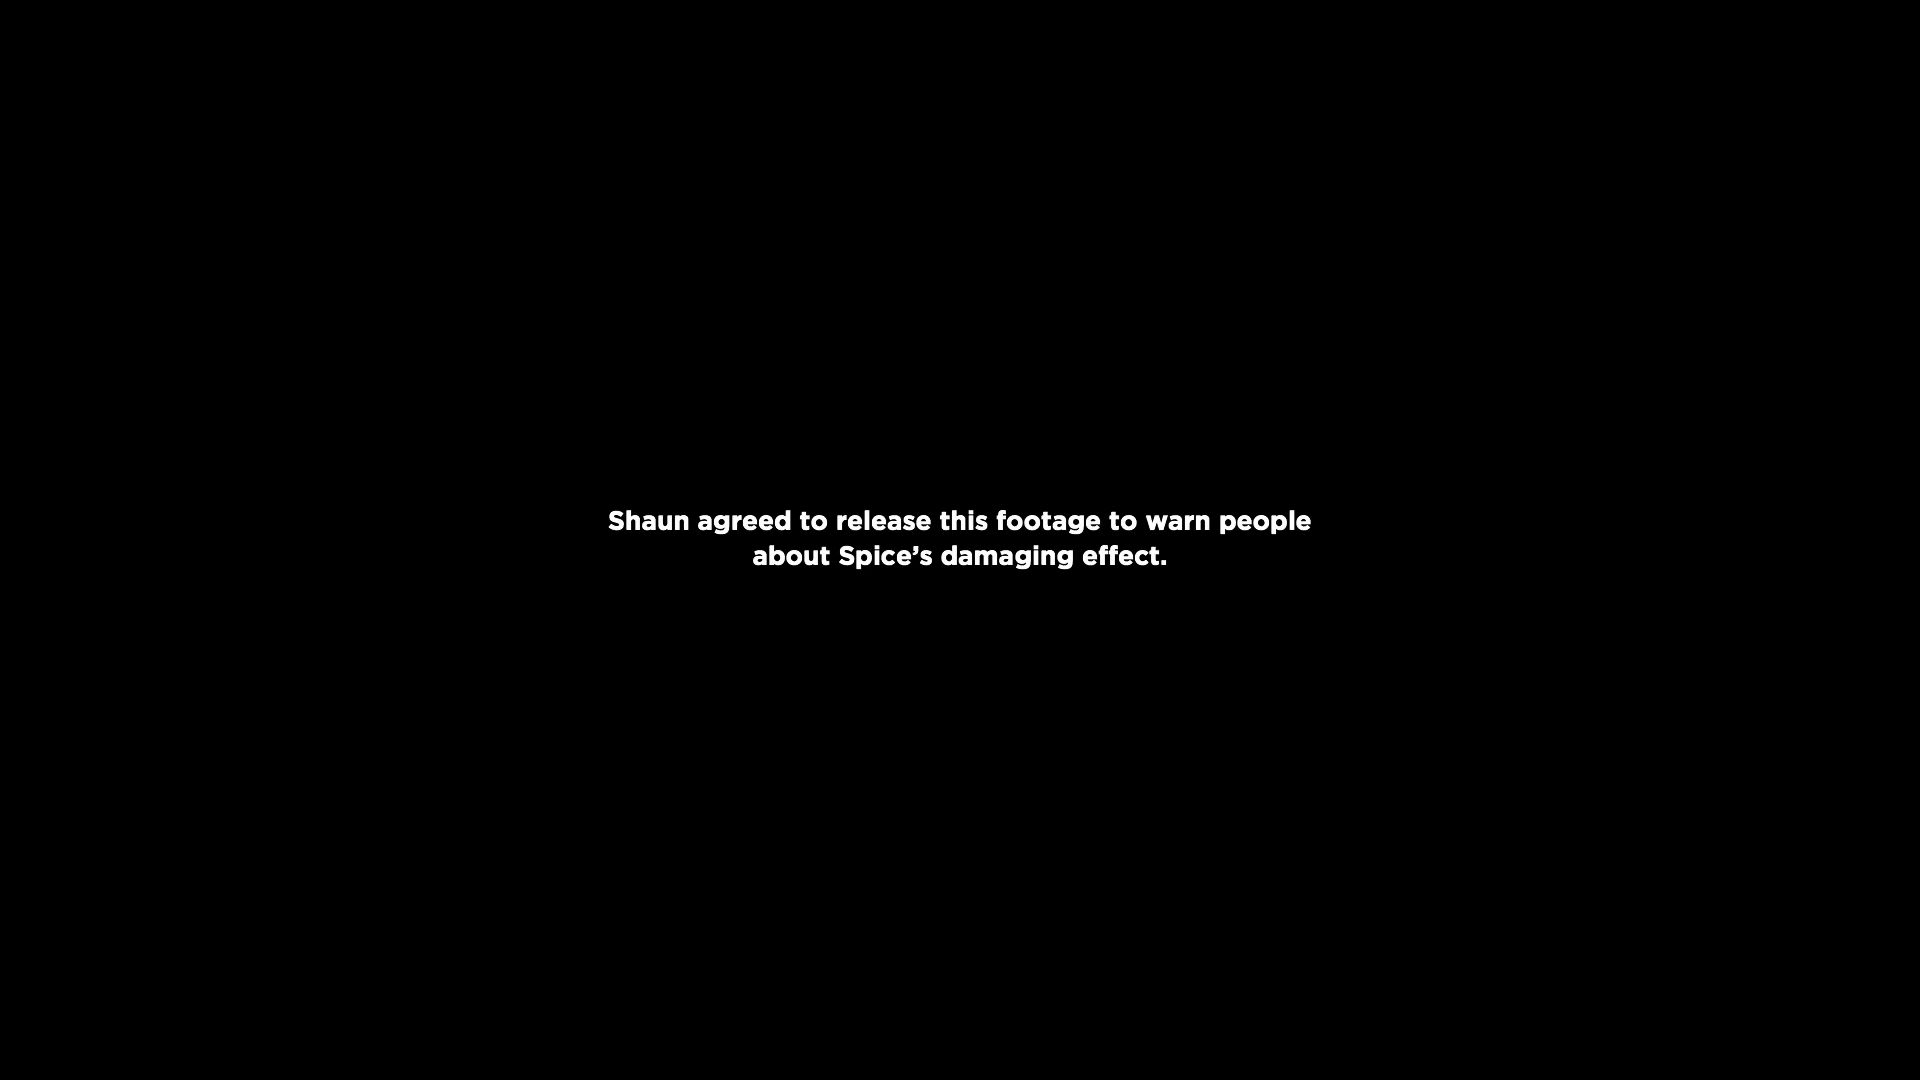 Shaun agreed to release this footage to warn people
about Spice’s damaging effect.